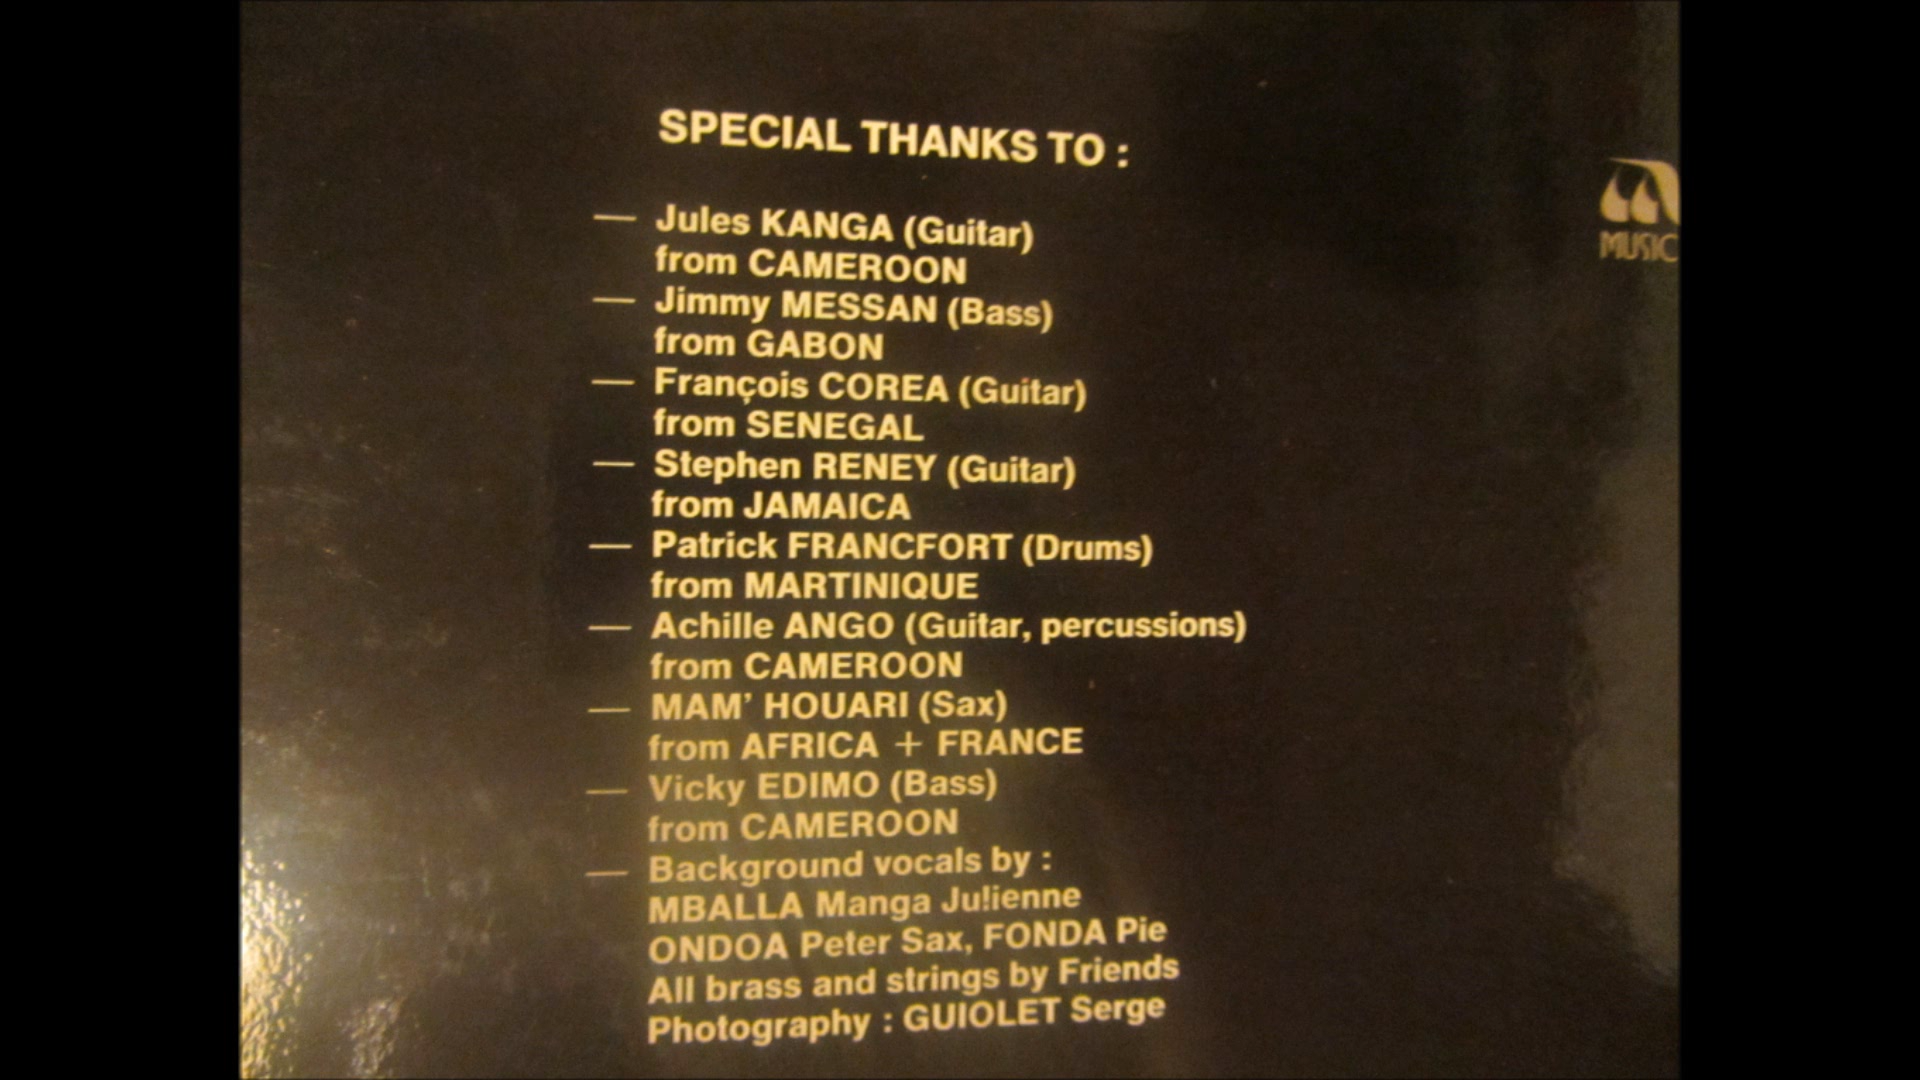 SPECIAL THANKS TO :
— Jules KANGA (Guitar)
from CAMEROON
— Jimmy MESSAN (Bass)
from GABON
— François COREA (Guitar)
from SENEGAL
— Stephen RENEY (Guitar)
from JAMAICA
— Patrick FRANCFORT (Drums)
from MARTINIQUE
— Achille ANGO (Guitar, percussions)
from CAMEROON
— MAM' HOUARI (Sax)
from AFRICA + FRANCE
— Vicky EDIMO (Bass)
from CAMEROON
— Background vocals by :
MBALLA Manga Julienne
ONDOA Peter Sax, FONDA Pie
All brass and strings by Friends
Photography : GUIOLET Serge
MUSIC